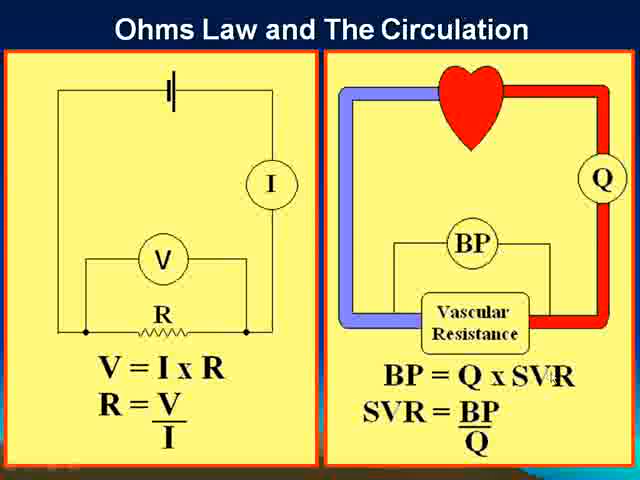 Ohms Law and The Circulation
I
V
R
V = I x R
R = V
I
Q
BP
Vascular
Resistance
BP = Q x SVR
SVR = BP
Q